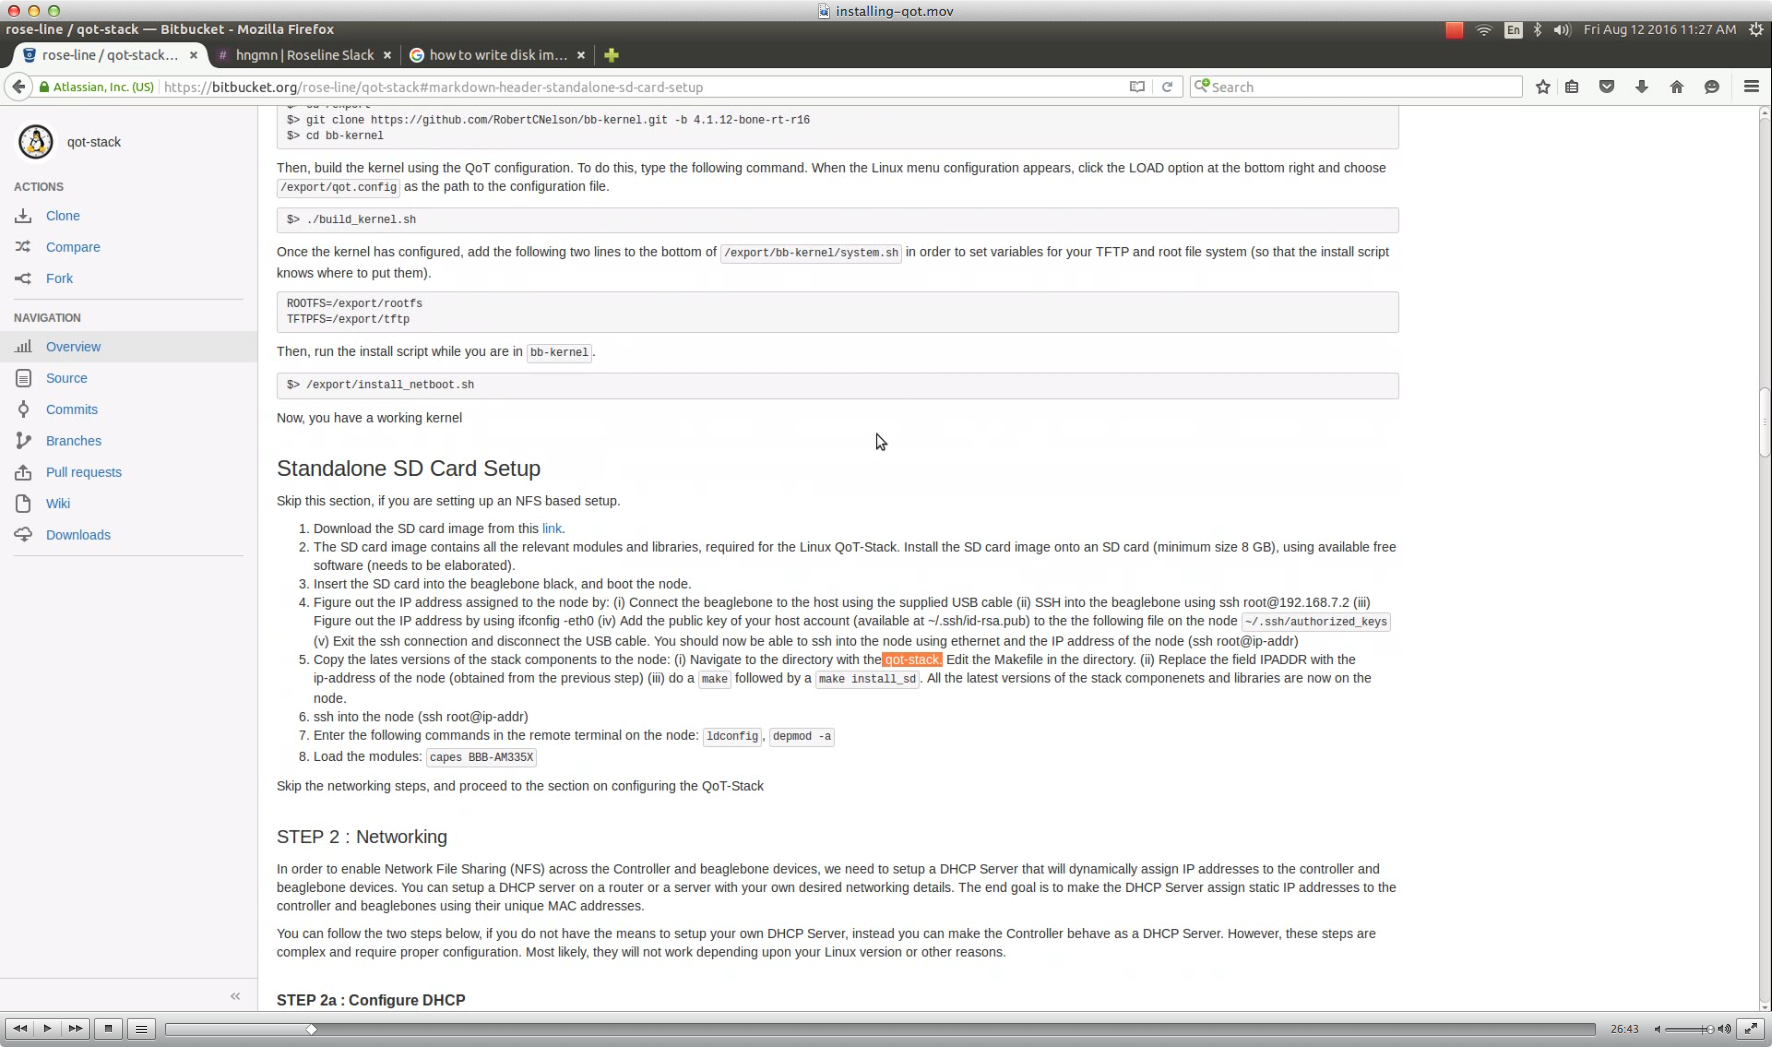 installing-qot.mov
rose-line / qot-stack — Bitbucket - Mozilla Firefox
En
Fri Aug 12 2016 11:27 AM
rose-line / qot-stack...
# hngmn | Roseline Slack
how to write disk im...
Atlassian, Inc. (US)
https://bitbucket.org/rose-line/qot-stack#markdown-header-standalone-sd-card-setup
Search
qot-stack
ACTIONS
Clone
Compare
Fork
NAVIGATION
Overview
Source
Commits
Branches
Pull requests
Wiki
Downloads
«
$> cd /export
$> git clone https://github.com/RobertCNelson/bb-kernel.git -b 4.1.12-bone-rt-r16
$> cd bb-kernel
Then, build the kernel using the QoT configuration. To do this, type the following command. When the Linux menu configuration appears, click the LOAD option at the bottom right and choose
/export/qot.config as the path to the configuration file.
$> ./build_kernel.sh
Once the kernel has configured, add the following two lines to the bottom of /export/bb-kernel/system.sh in order to set variables for your TFTP and root file system (so that the install script
knows where to put them).
ROOTFS=/export/rootfs
TFTPFS=/export/tftp
Then, run the install script while you are in bb-kernel.
$> /export/install_netboot.sh
Now, you have a working kernel
Standalone SD Card Setup
Skip this section, if you are setting up an NFS based setup.
1. Download the SD card image from this link.
2. The SD card image contains all the relevant modules and libraries, required for the Linux QoT-Stack. Install the SD card image onto an SD card (minimum size 8 GB), using available free
software (needs to be elaborated).
3. Insert the SD card into the beaglebone black, and boot the node.
4. Figure out the IP address assigned to the node by: (i) Connect the beaglebone to the host using the supplied USB cable (ii) SSH into the beaglebone using ssh root@192.168.7.2 (iii)
Figure out the IP address by using ifconfig -eth0 (iv) Add the public key of your host account (available at ~/.ssh/id-rsa.pub) to the the following file on the node ~/.ssh/authorized_keys
(v) Exit the ssh connection and disconnect the USB cable. You should now be able to ssh into the node using ethernet and the IP address of the node (ssh root@ip-addr)
5. Copy the lates versions of the stack components to the node: (i) Navigate to the directory with the qot-stack. Edit the Makefile in the directory. (ii) Replace the field IPADDR with the
ip-address of the node (obtained from the previous step) (iii) do a make followed by a make install_sd. All the latest versions of the stack componenets and libraries are now on the
node.
6. ssh into the node (ssh root@ip-addr)
7. Enter the following commands in the remote terminal on the node: ldconfig, depmod -a
8. Load the modules: capes BBB-AM335X
Skip the networking steps, and proceed to the section on configuring the QoT-Stack
STEP 2 : Networking
In order to enable Network File Sharing (NFS) across the Controller and beaglebone devices, we need to setup a DHCP Server that will dynamically assign IP addresses to the controller and
beaglebone devices. You can setup a DHCP server on a router or a server with your own desired networking details. The end goal is to make the DHCP Server assign static IP addresses to the
controller and beaglebones using their unique MAC addresses.
You can follow the two steps below, if you do not have the means to setup your own DHCP Server, instead you can make the Controller behave as a DHCP Server. However, these steps are
complex and require proper configuration. Most likely, they will not work depending upon your Linux version or other reasons.
STEP 2a : Configure DHCP
26:43